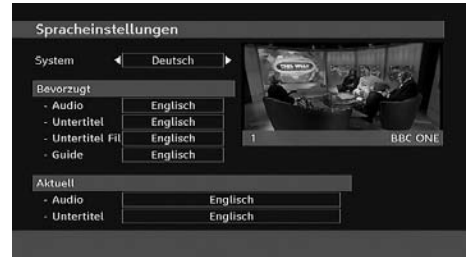 Spracheinstellungen
System Deutsch
Bevorzugt
- Audio Englisch
- Untertitel Englisch
- Untertitel Fil Englisch
- Guide Englisch
1 BBC ONE
Aktuell
- Audio Englisch
- Untertitel Englisch